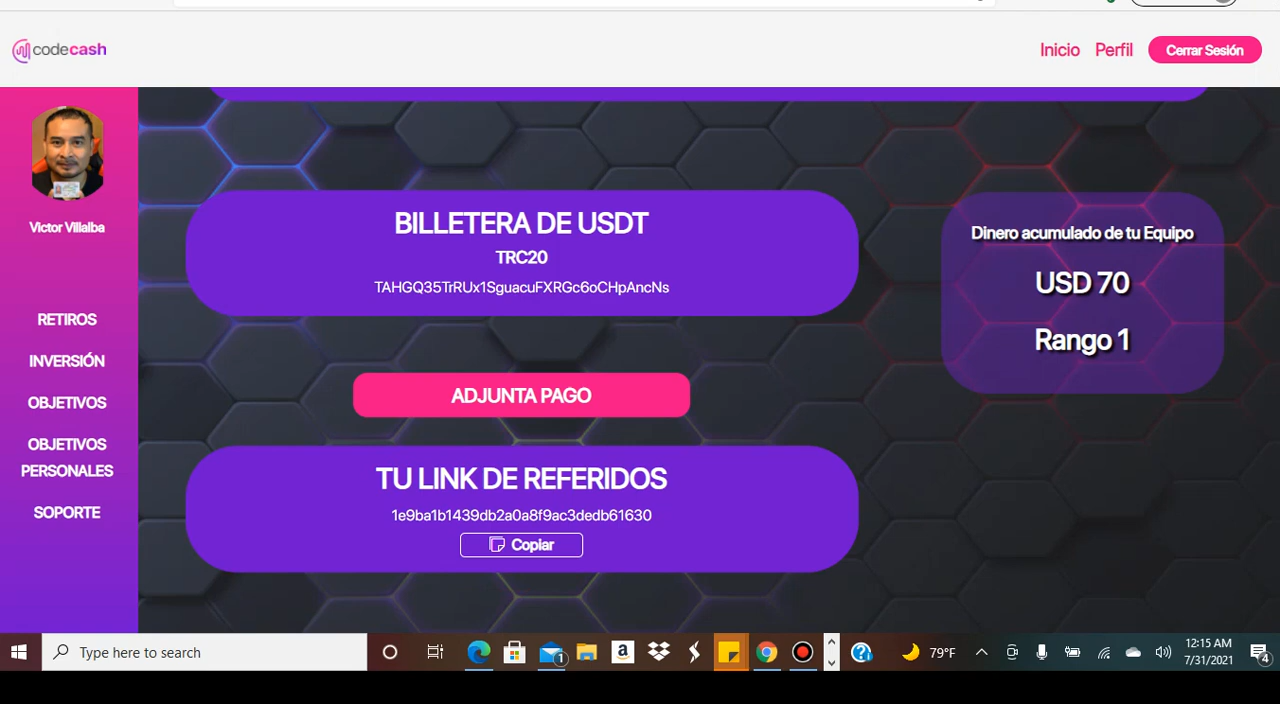 codecash
Inicio
Perfil
Cerrar Sesión
Victor Villalba
RETIROS
INVERSIÓN
OBJETIVOS
OBJETIVOS
PERSONALES
SOPORTE
BILLETERA DE USDT
TRC20
TAHGQ35TrRUx1SguacuFXRGc6oCHpAncNs
ADJUNTA PAGO
TU LINK DE REFERIDOS
1e9ba1b1439db2a0a8f9ac3dedb61630
Copiar
Dinero acumulado de tu Equipo
USD 70
Rango 1
Type here to search
1
a
79°F
12:15 AM
7/31/2021
4